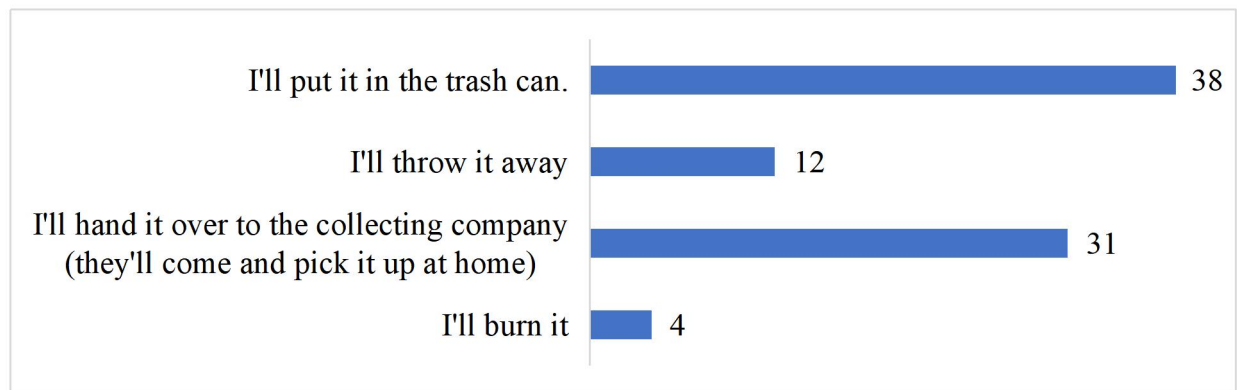 I'll put it in the trash can.
38
I'll throw it away
12
I'll hand it over to the collecting company
(they'll come and pick it up at home)
31
I'll burn it
4